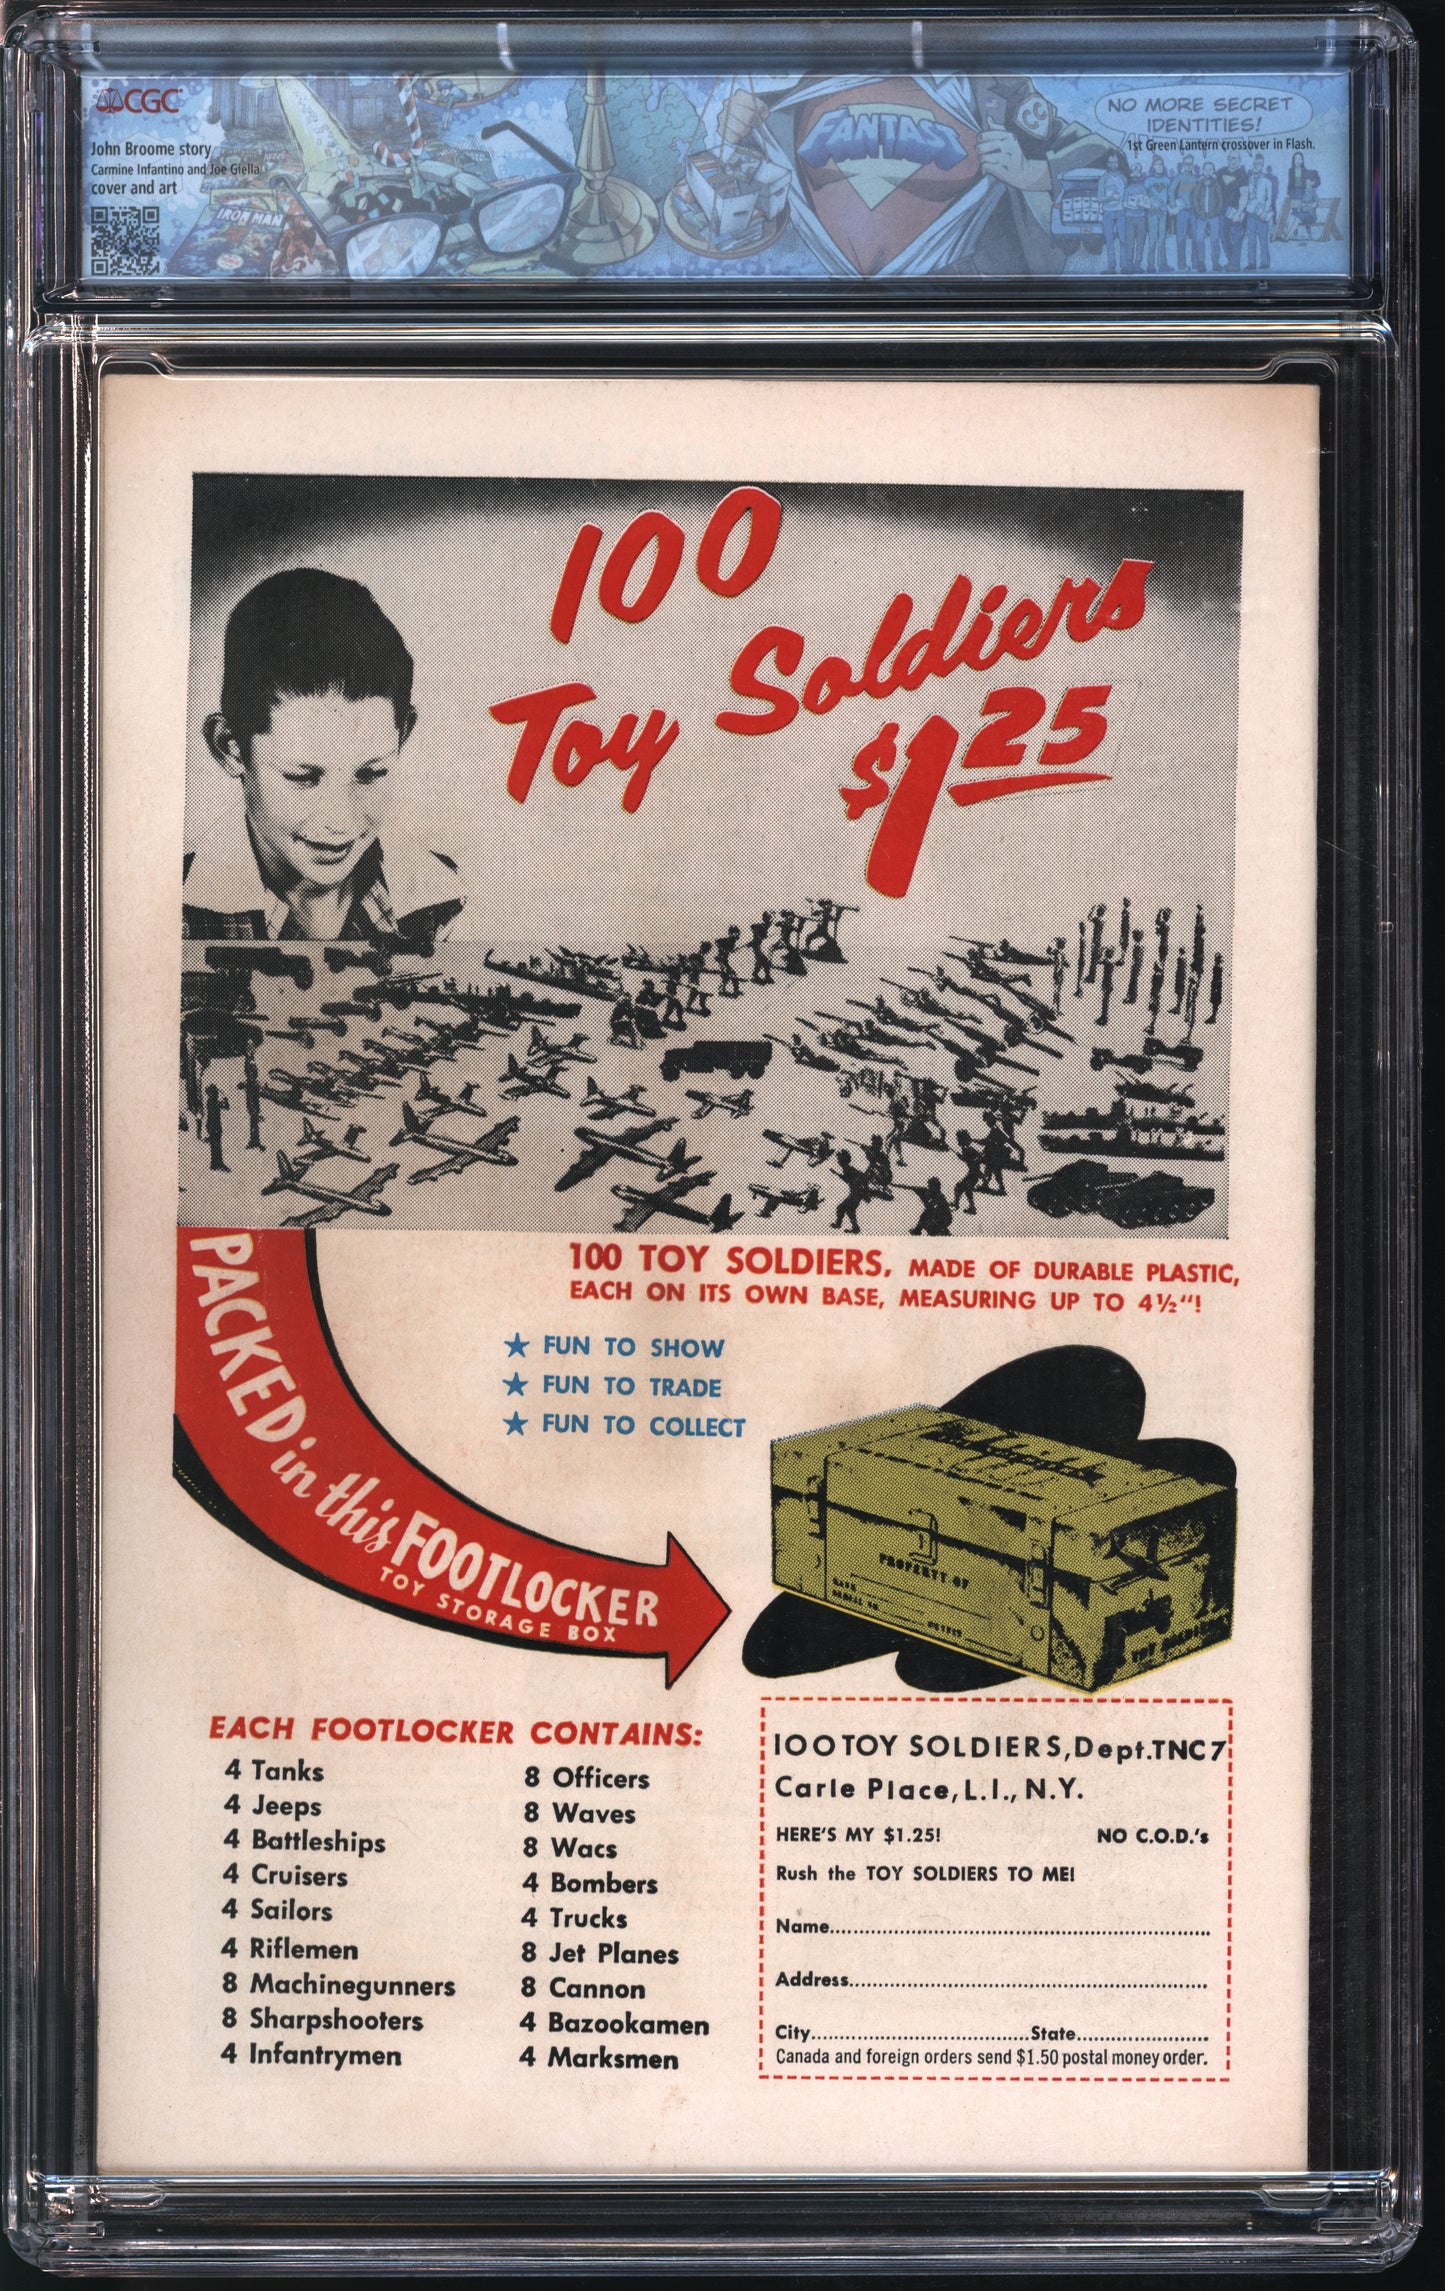 CGC
John Broome story
Carmine Infantino and Joe Giella
cover and art
IRON MAN
FANTAST
CC
NO MORE SECRET
IDENTITIES!
1st Green Lantern crossover in Flash.
100
Toy Soldiers
$1.25
PACKED in this FOOTLOCKER
TOY STORAGE BOX
100 TOY SOLDIERS, MADE OF DURABLE PLASTIC,
EACH ON ITS OWN BASE, MEASURING UP TO 4½"!
★ FUN TO SHOW
★ FUN TO TRADE
★ FUN TO COLLECT
PROPERTY OF
TOY SOLDIERS
EACH FOOTLOCKER CONTAINS:
4 Tanks
4 Jeeps
4 Battleships
4 Cruisers
4 Sailors
4 Riflemen
8 Machinegunners
8 Sharpshooters
4 Infantrymen
8 Officers
8 Waves
8 Wacs
4 Bombers
4 Trucks
8 Jet Planes
8 Cannon
4 Bazookamen
4 Marksmen
100 TOY SOLDIERS, Dept. TNC7
Carle Place, L.I., N.Y.
HERE'S MY $1.25! NO C.O.D.'s
Rush the TOY SOLDIERS TO ME!
Name
Address
City State
Canada and foreign orders send $1.50 postal money order.